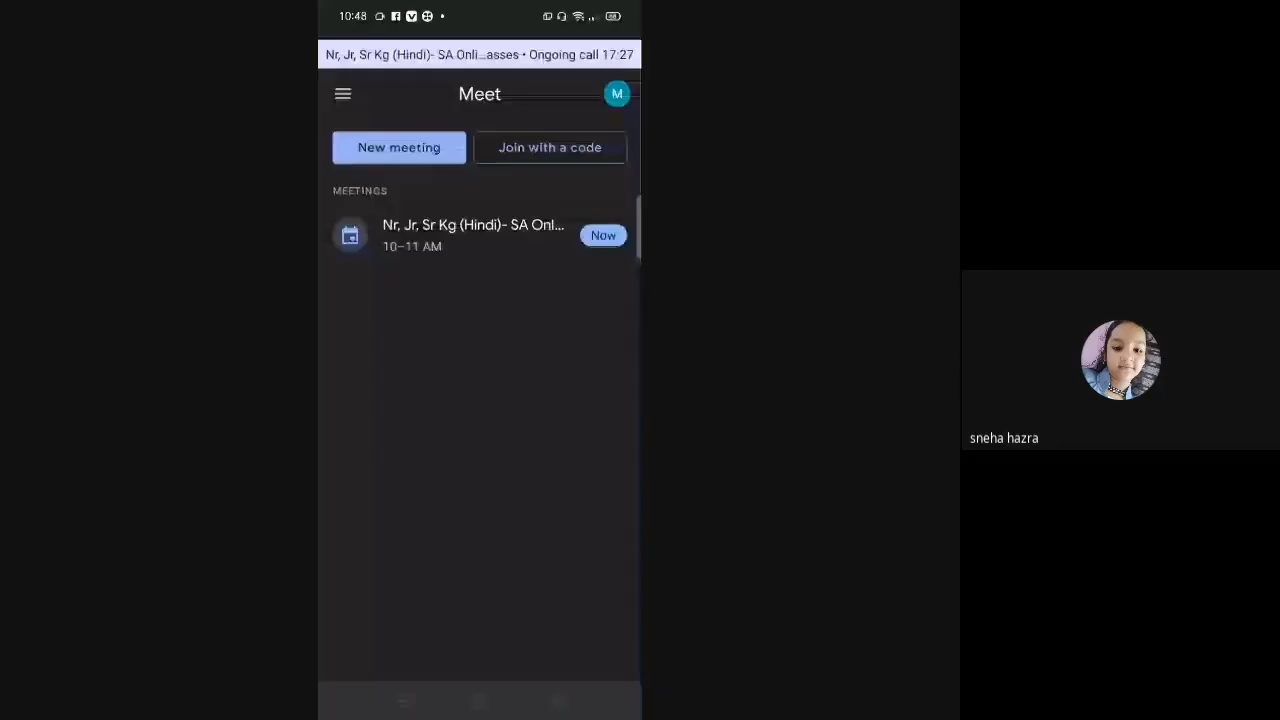 10:48
Nr, Jr, Sr Kg (Hindi)- SA Onli...asses • Ongoing call 17:27
Meet
M
New meeting
Join with a code
MEETINGS
Nr, Jr, Sr Kg (Hindi)- SA Onl...
Now
10–11 AM
sneha hazra